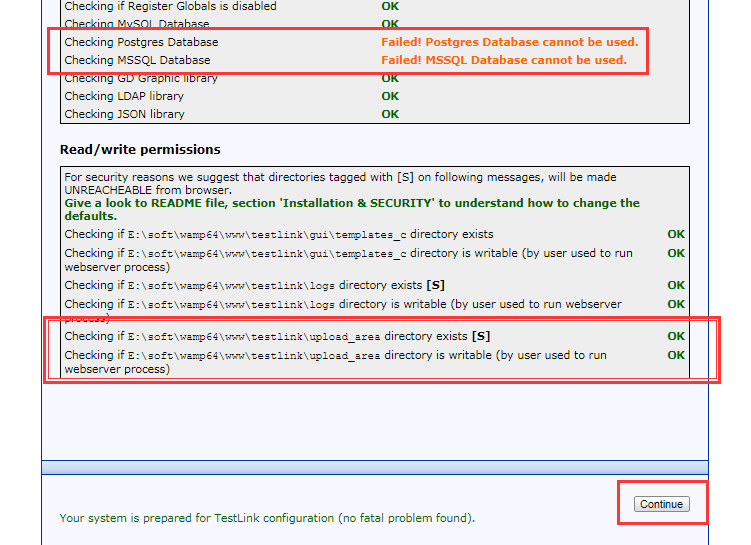 Checking if Register Globals is disabled OK
Checking MySQL Database OK
Checking Postgres Database Failed! Postgres Database cannot be used.
Checking MSSQL Database Failed! MSSQL Database cannot be used.
Checking GD Graphic library OK
Checking LDAP library OK
Checking JSON library OK
Read/write permissions
For security reasons we suggest that directories tagged with [S] on following messages, will be made
UNREACHEABLE from browser.
Give a look to README file, section 'Installation & SECURITY' to understand how to change the
defaults.
Checking if E:\soft\wamp64\www\testlink\gui\templates_c directory exists OK
Checking if E:\soft\wamp64\www\testlink\gui\templates_c directory is writable (by user used to run OK
webserver process)
Checking if E:\soft\wamp64\www\testlink\logs directory exists [S] OK
Checking if E:\soft\wamp64\www\testlink\logs directory is writable (by user used to run webserver OK
process)
Checking if E:\soft\wamp64\www\testlink\upload_area directory exists [S] OK
Checking if E:\soft\wamp64\www\testlink\upload_area directory is writable (by user used to run OK
webserver process)
Continue
Your system is prepared for TestLink configuration (no fatal problem found).